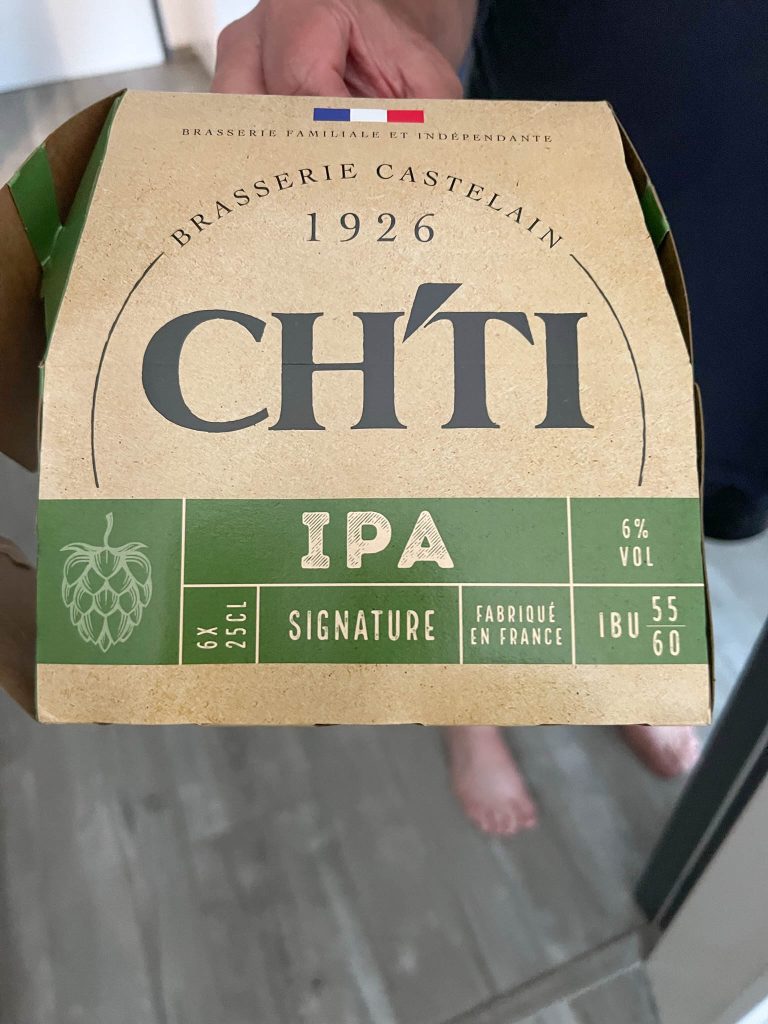 BRASSERIE FAMILIALE ET INDÉPENDANTE
BRASSERIE CASTELAIN
1926
CH'TI
IPA
6%
VOL
6X
25CL
SIGNATURE
FABRIQUÉ
EN FRANCE
IBU 55
60